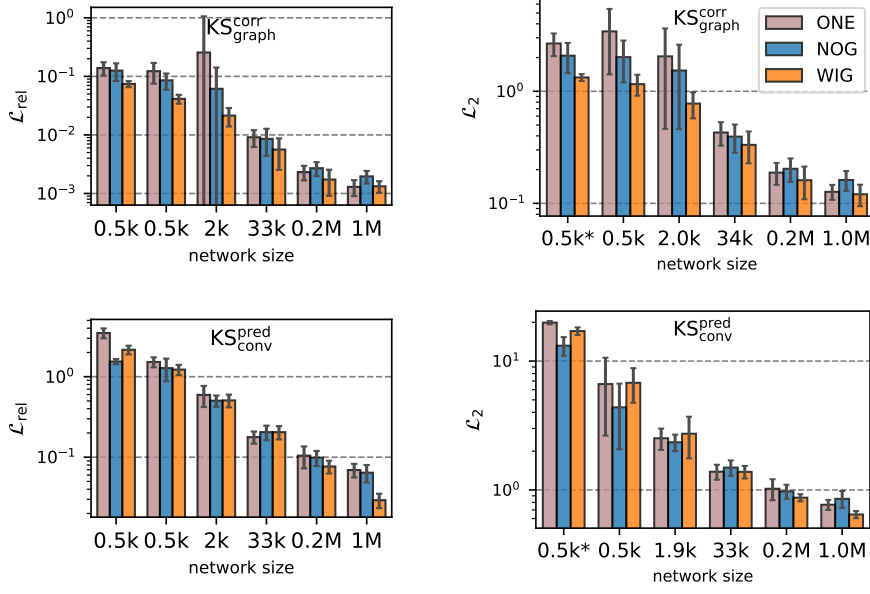 KS^corr_graph
10^0
10^-1
10^-2
10^-3
ℒ_rel
0.5k 0.5k 2k 33k 0.2M 1M
network size
KS^corr_graph
ONE
NOG
WIG
10^0
10^-1
ℒ_2
0.5k* 0.5k 2.0k 34k 0.2M 1.0M
network size
KS^pred_conv
10^0
10^-1
ℒ_rel
0.5k 0.5k 2k 33k 0.2M 1M
network size
KS^pred_conv
10^1
10^0
ℒ_2
0.5k* 0.5k 1.9k 33k 0.2M 1.0M
network size